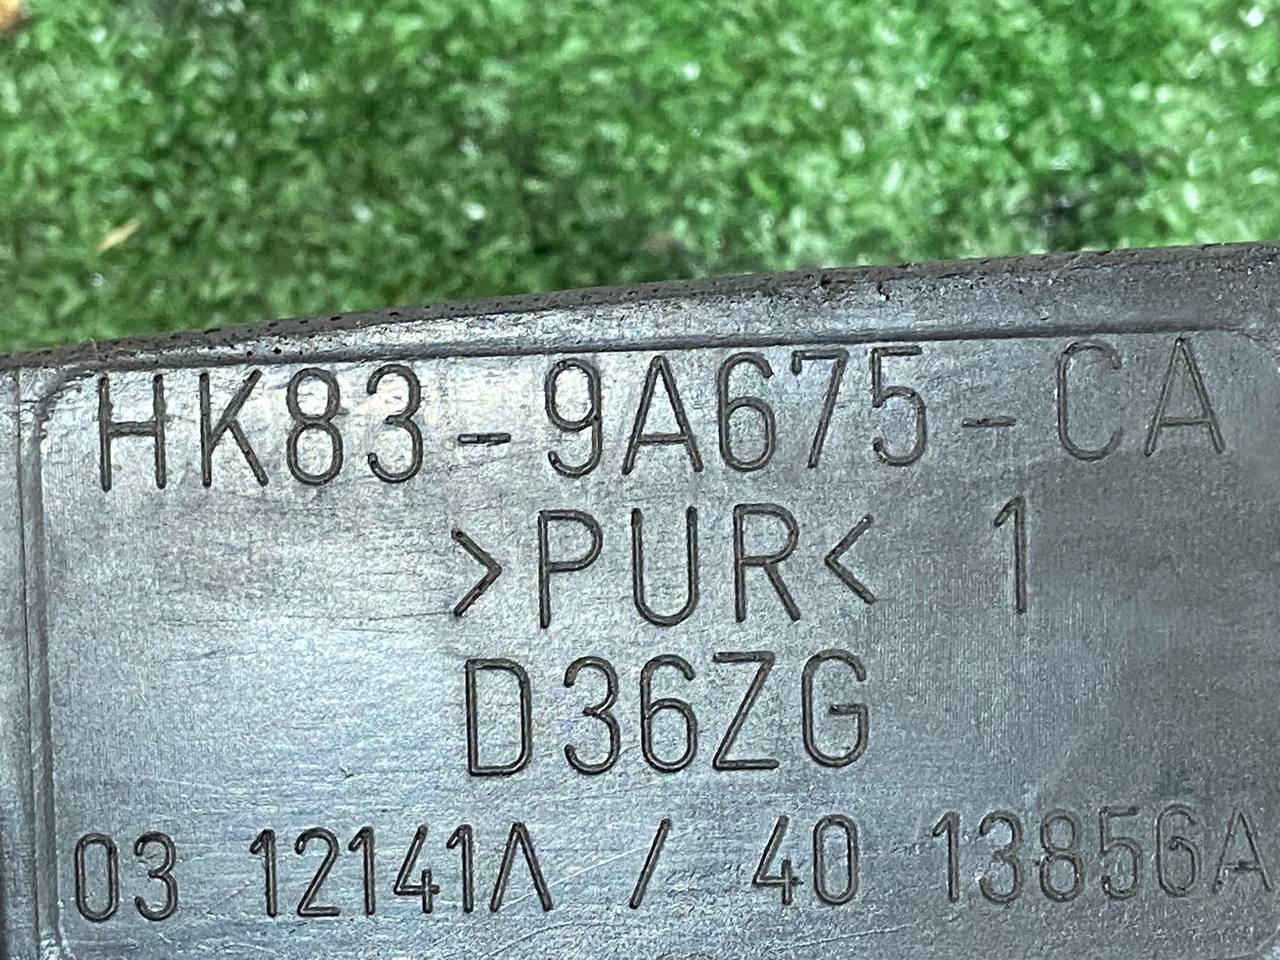 HK83-9A675-CA
>PUR< 1
D36ZG
03 12141A / 40 13856A